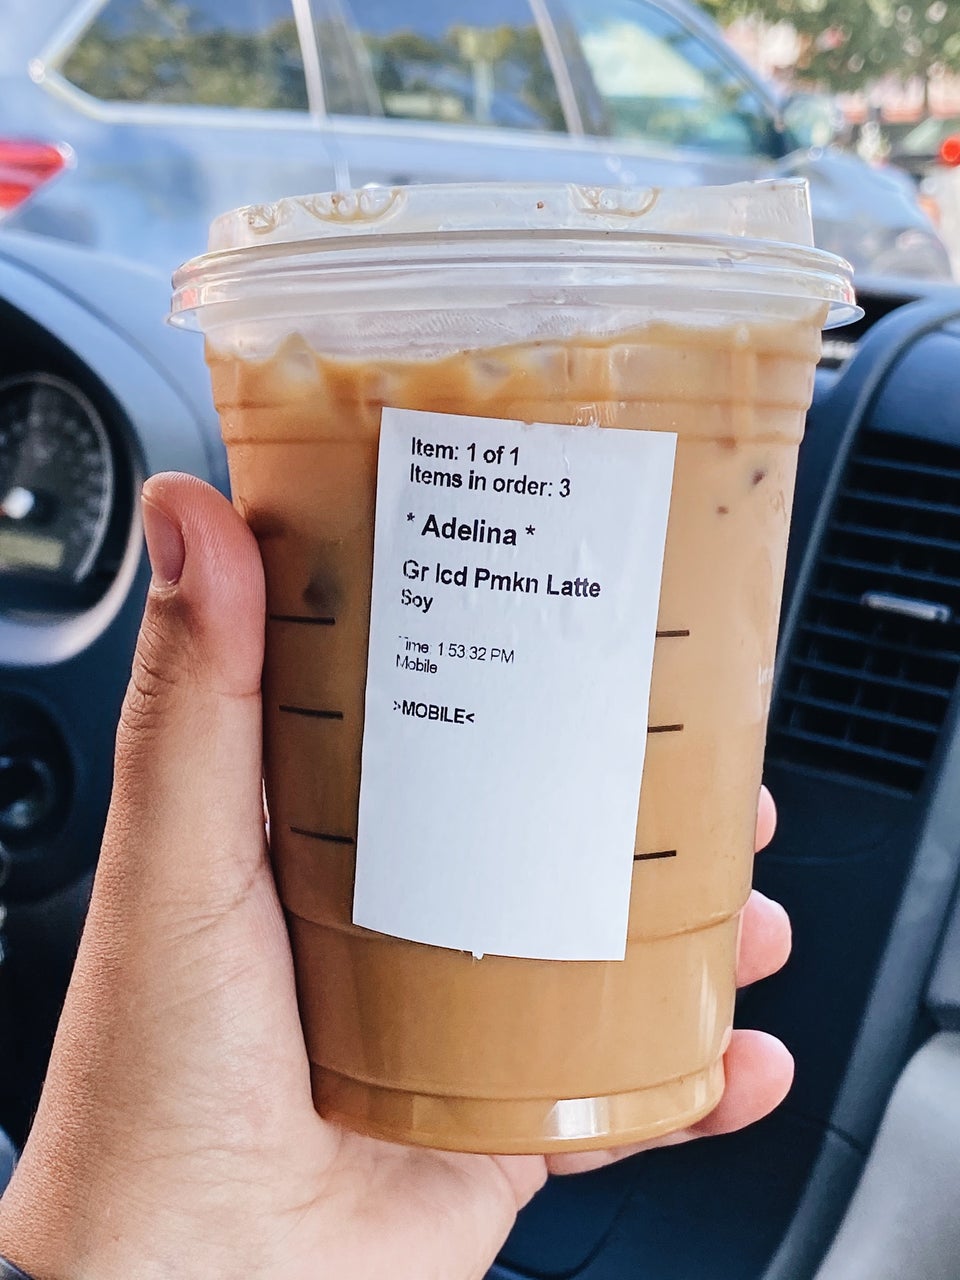 Item: 1 of 1
Items in order: 3
* Adelina *
Gr Icd Pmkn Latte
Soy
Time: 1:53:32 PM
Mobile
>MOBILE<